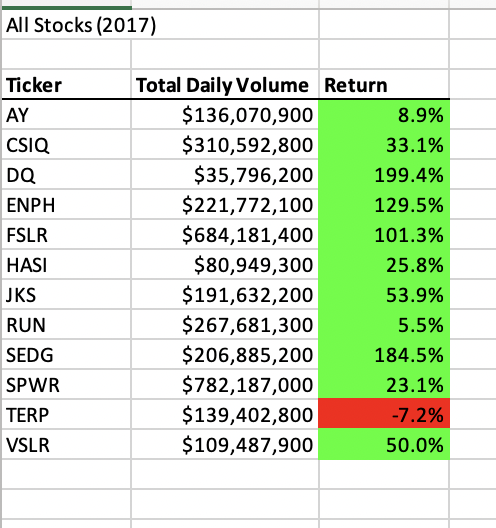 All Stocks (2017)
Ticker Total Daily Volume Return
AY $136,070,900 8.9%
CSIQ $310,592,800 33.1%
DQ $35,796,200 199.4%
ENPH $221,772,100 129.5%
FSLR $684,181,400 101.3%
HASI $80,949,300 25.8%
JKS $191,632,200 53.9%
RUN $267,681,300 5.5%
SEDG $206,885,200 184.5%
SPWR $782,187,000 23.1%
TERP $139,402,800 -7.2%
VSLR $109,487,900 50.0%